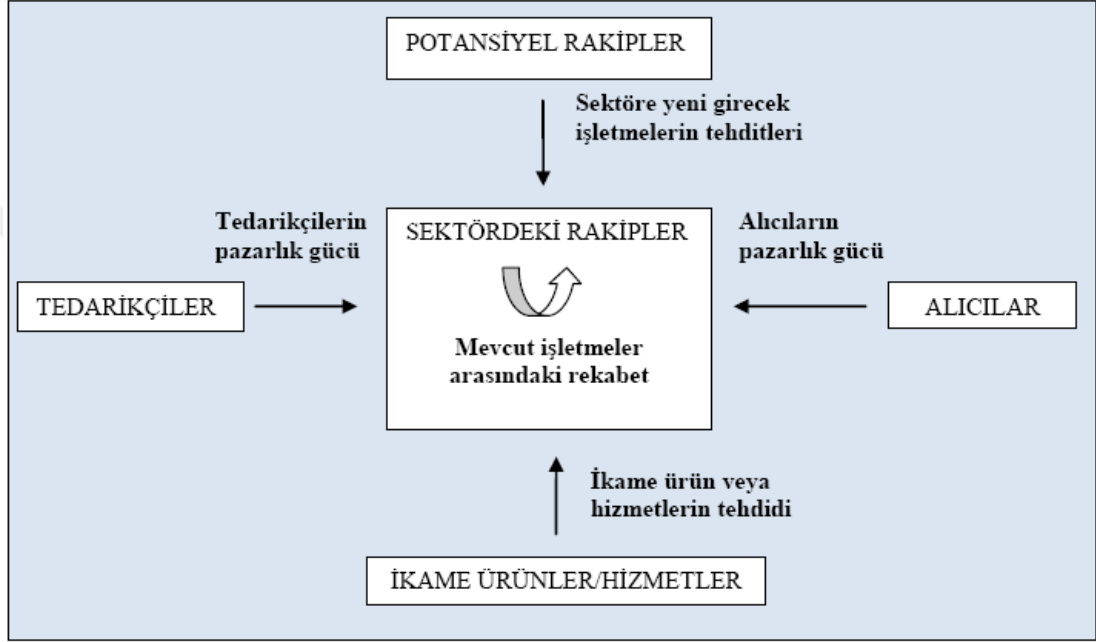 POTANSİYEL RAKİPLER
Sektöre yeni girecek
işletmelerin tehditleri
Tedarikçilerin
pazarlık gücü
SEKTÖRDEKİ RAKİPLER
Alıcıların
pazarlık gücü
TEDARİKÇİLER
ALICILAR
Mevcut işletmeler
arasındaki rekabet
İkame ürün veya
hizmetlerin tehdidi
İKAME ÜRÜNLER/HİZMETLER